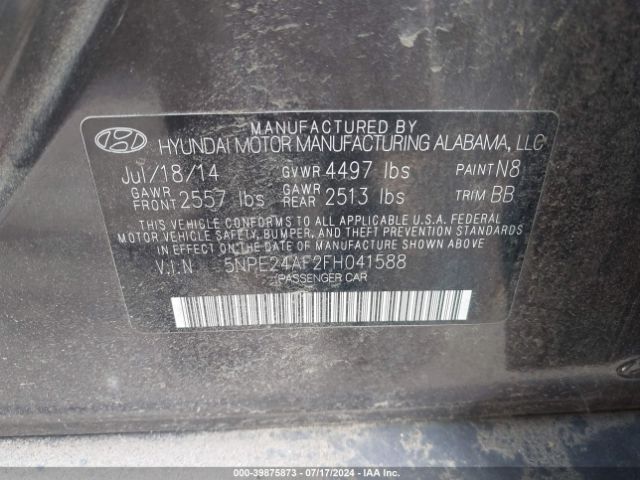 MANUFACTURED BY
HYUNDAI MOTOR MANUFACTURING ALABAMA, LLC
Jul/18/14 GVWR 4497 lbs PAINT N8
GAWR FRONT 2557 lbs GAWR REAR 2513 lbs TRIM BB
THIS VEHICLE CONFORMS TO ALL APPLICABLE U.S.A. FEDERAL
MOTOR VEHICLE SAFETY, BUMPER, AND THEFT PREVENTION STANDARDS
IN EFFECT ON THE DATE OF MANUFACTURE SHOWN ABOVE.
V.I.N 5NPE24AF2FH041588
PASSENGER CAR
000-39875873 / 07/17/2024 - IAA Inc.